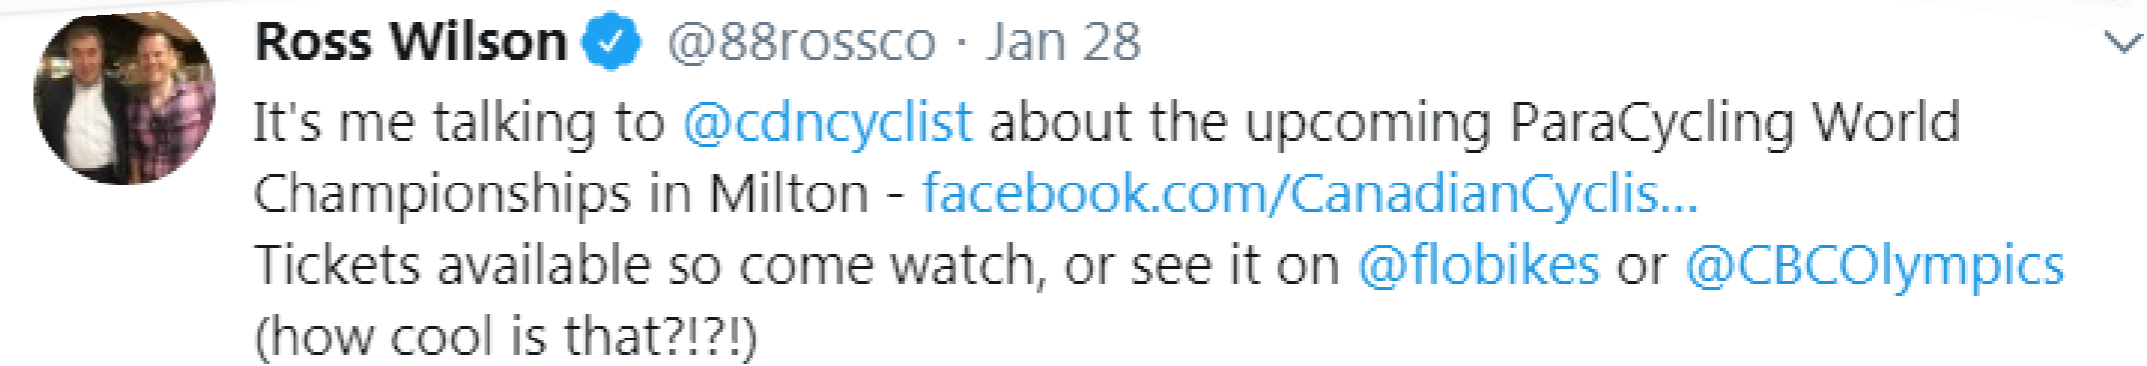 Ross Wilson @88rossco · Jan 28
It's me talking to @cdncyclist about the upcoming ParaCycling World
Championships in Milton - facebook.com/CanadianCyclis...
Tickets available so come watch, or see it on @flobikes or @CBCOlympics
(how cool is that?!?!)